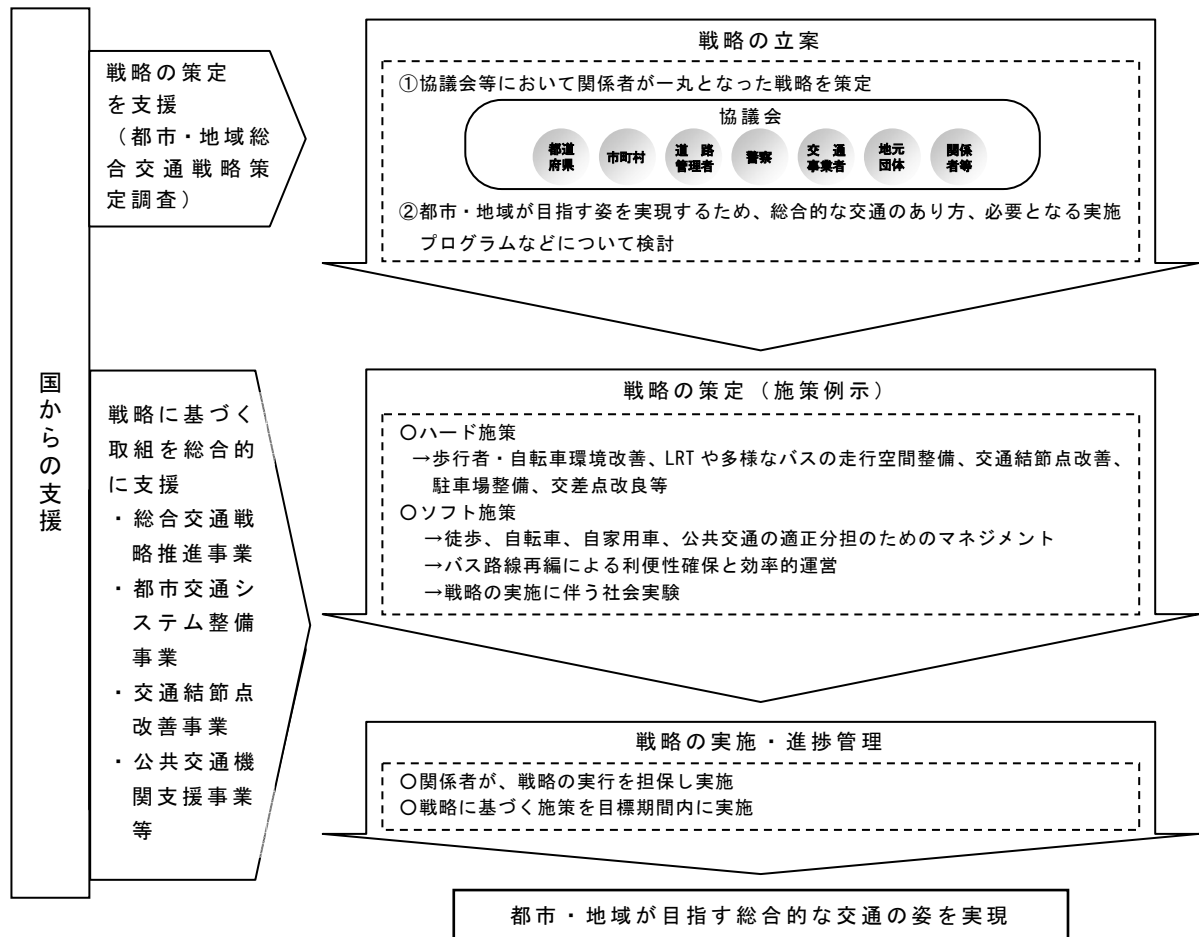 国からの支援
戦略の策定
を支援
（都市・地域総
合交通戦略策
定調査）
戦略の立案
①協議会等において関係者が一丸となった戦略を策定
協議会
都道
府県
市町村
道路
管理者
警察
交通
事業者
地元
団体
関係
者等
②都市・地域が目指す姿を実現するため、総合的な交通のあり方、必要となる実施
プログラムなどについて検討
戦略に基づく
取組を総合的
に支援
・総合交通戦
略推進事業
・都市交通シ
ステム整備
事業
・交通結節点
改善事業
・公共交通機
関支援事業
等
戦略の策定（施策例示）
○ハード施策
→歩行者・自転車環境改善、LRTや多様なバスの走行空間整備、交通結節点改善、
駐車場整備、交差点改良等
○ソフト施策
→徒歩、自転車、自家用車、公共交通の適正分担のためのマネジメント
→バス路線再編による利便性確保と効率的運営
→戦略の実施に伴う社会実験
戦略の実施・進捗管理
○関係者が、戦略の実行を担保し実施
○戦略に基づく施策を目標期間内に実施
都市・地域が目指す総合的な交通の姿を実現